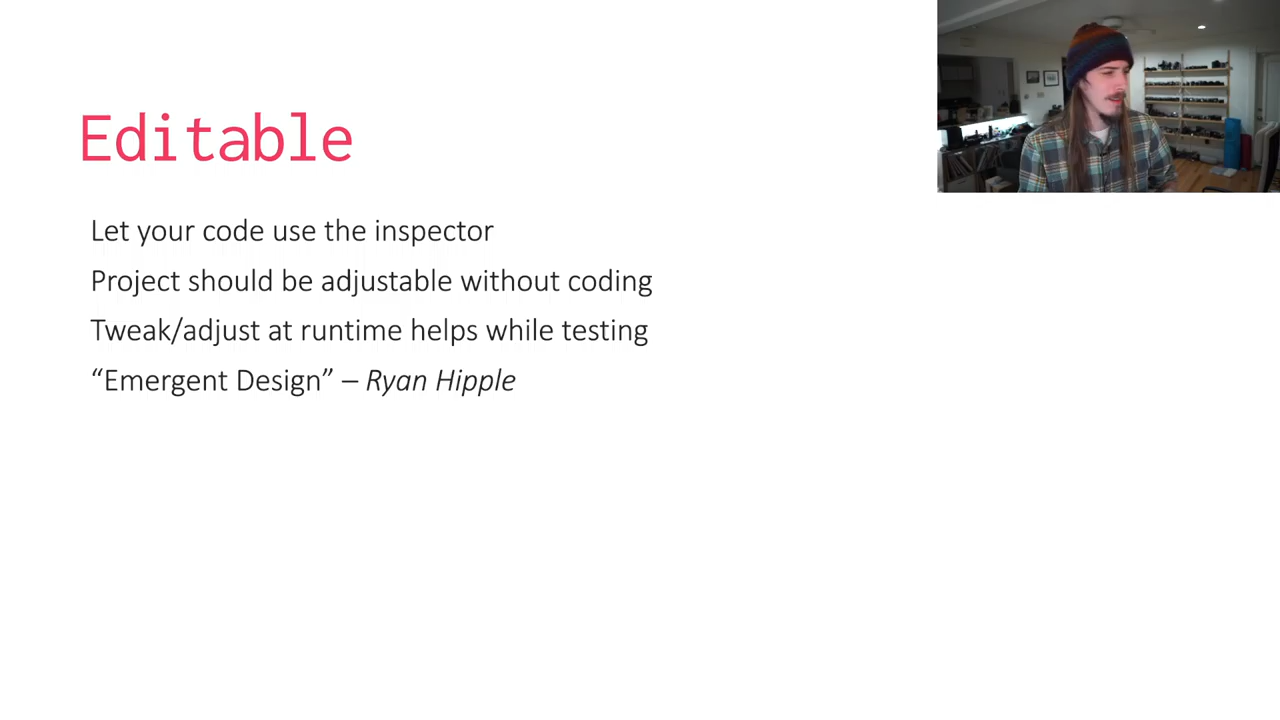 Editable
Let your code use the inspector
Project should be adjustable without coding
Tweak/adjust at runtime helps while testing
“Emergent Design” – Ryan Hipple